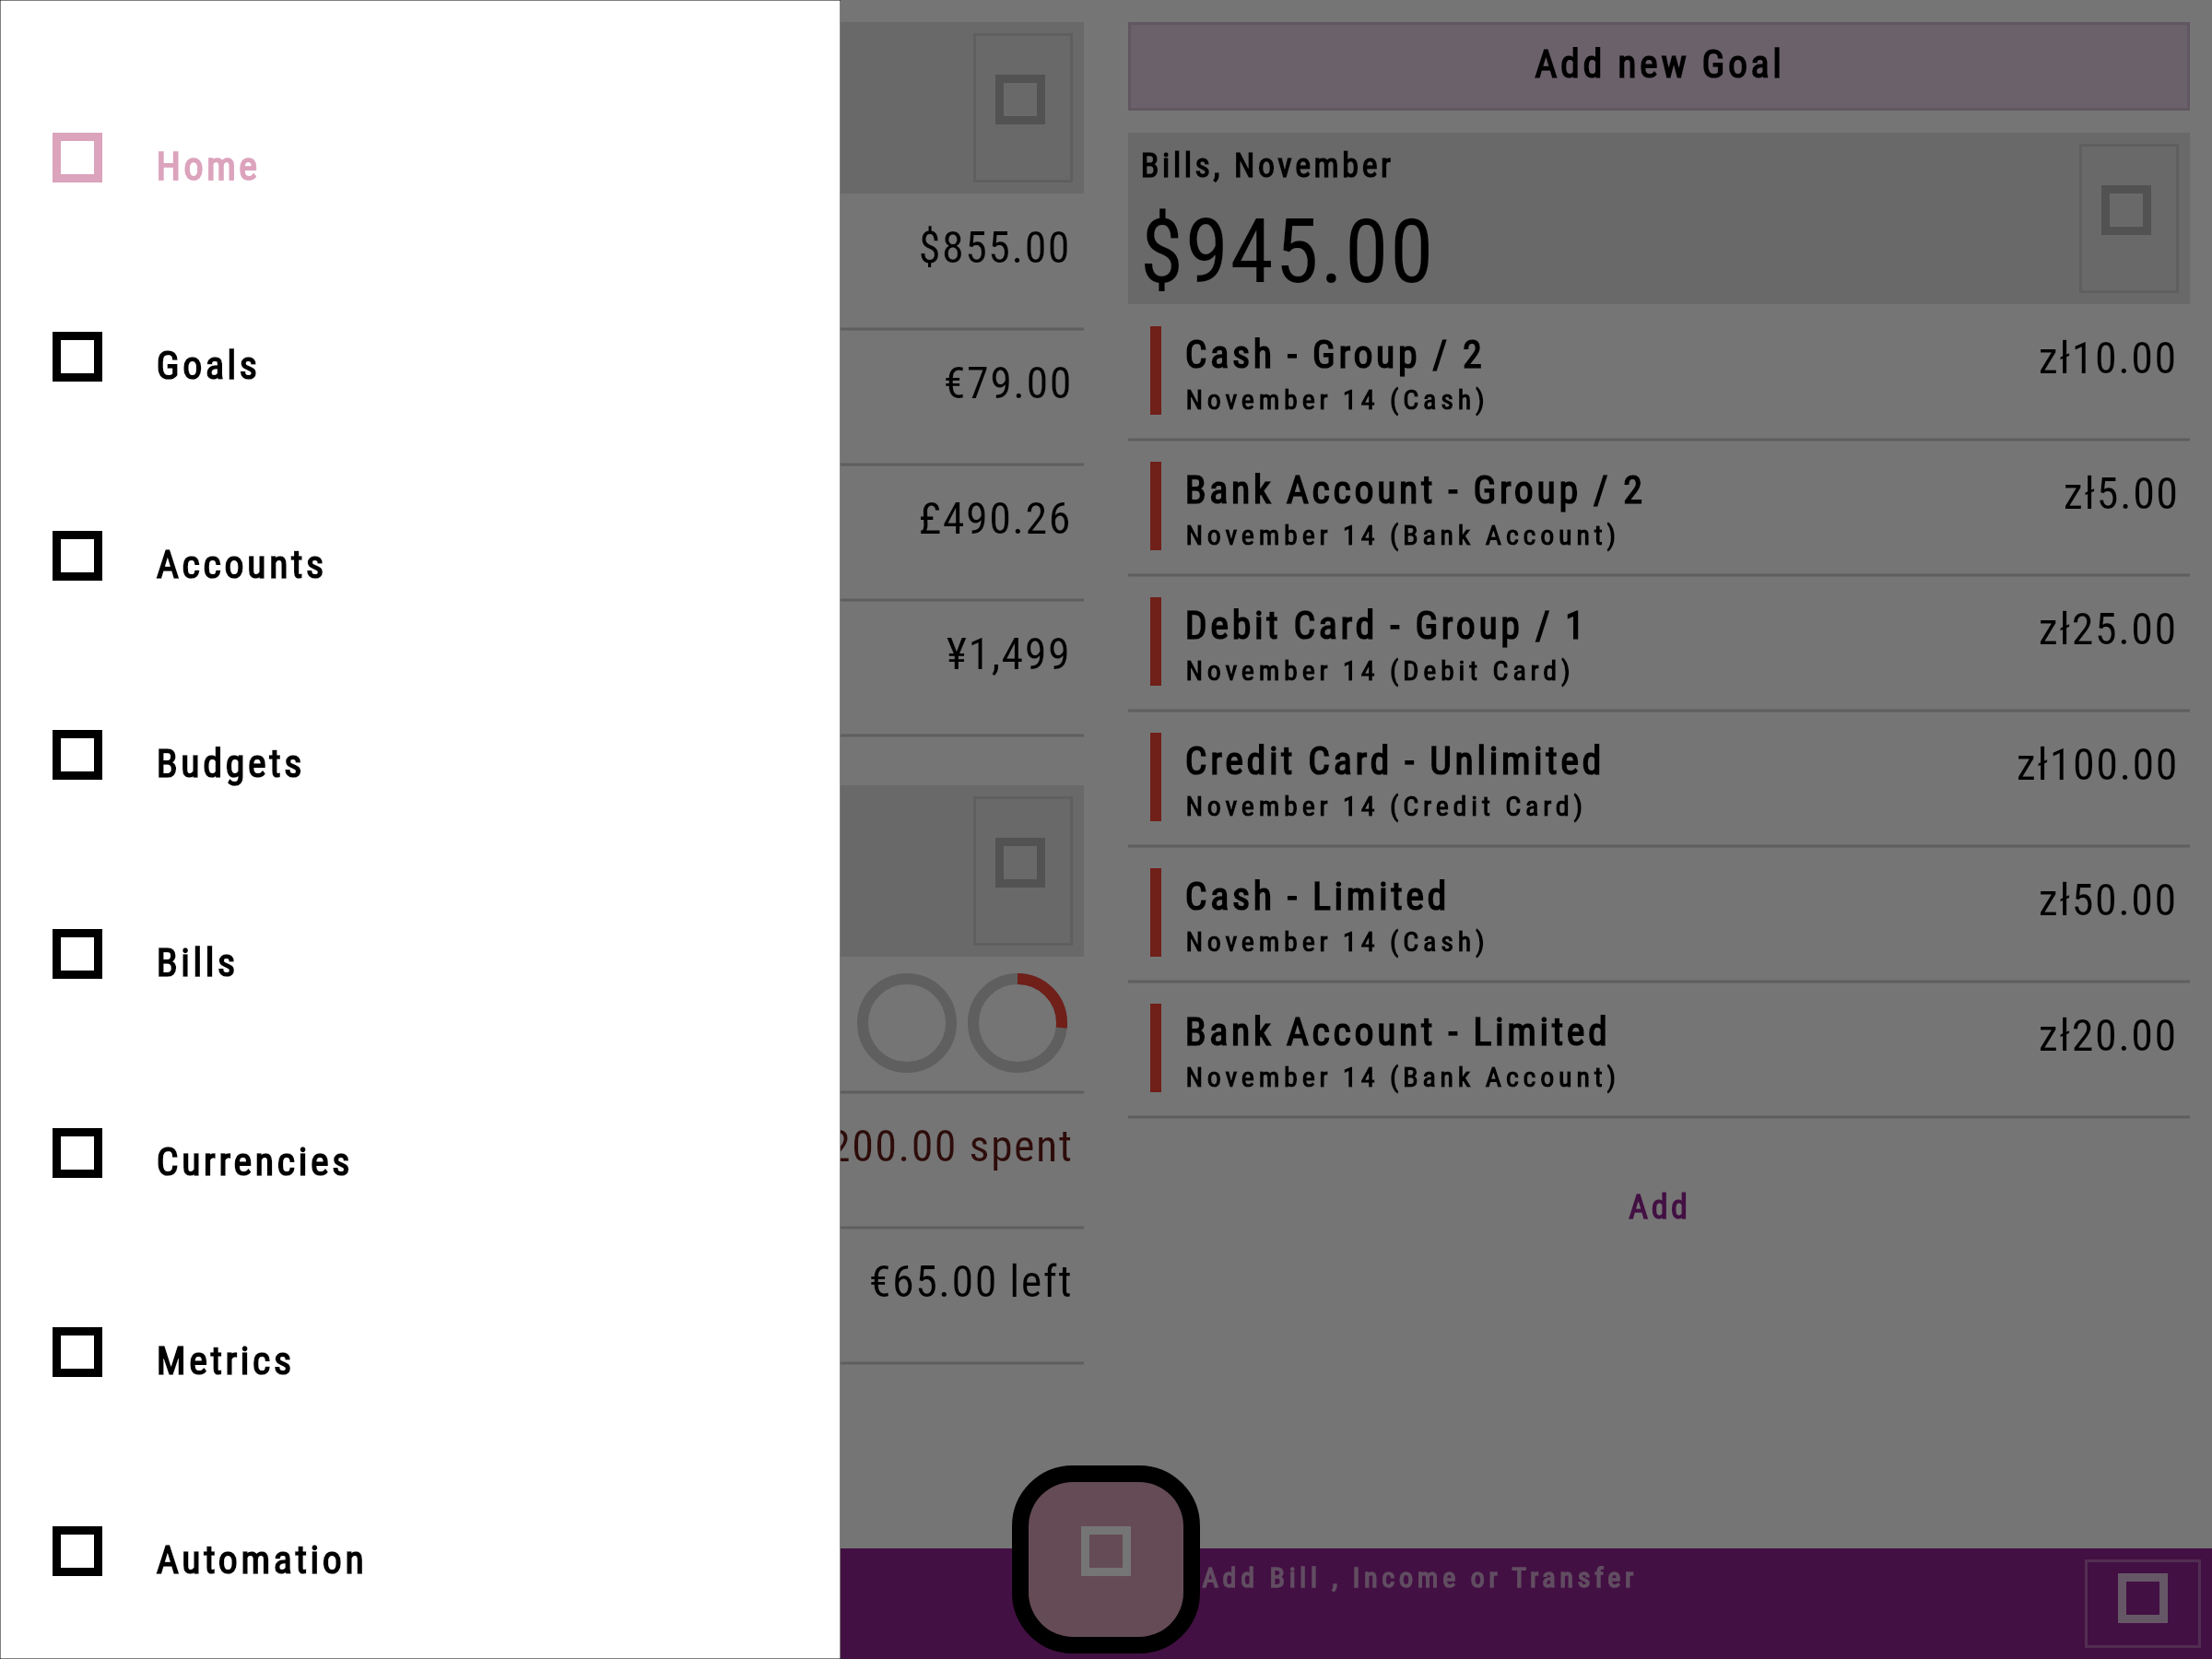 Home
Goals
Accounts
Budgets
Bills
Currencies
Metrics
Automation
$855.00
€79.00
£490.26
¥1,499
200.00 spent
€65.00 left
Add new Goal
Bills, November
$945.00
Cash - Group / 2
zł10.00
November 14 (Cash)
Bank Account - Group / 2
zł5.00
November 14 (Bank Account)
Debit Card - Group / 1
zł25.00
November 14 (Debit Card)
Credit Card - Unlimited
zł100.00
November 14 (Credit Card)
Cash - Limited
zł50.00
November 14 (Cash)
Bank Account - Limited
zł20.00
November 14 (Bank Account)
Add
Add Bill , Income or Transfer